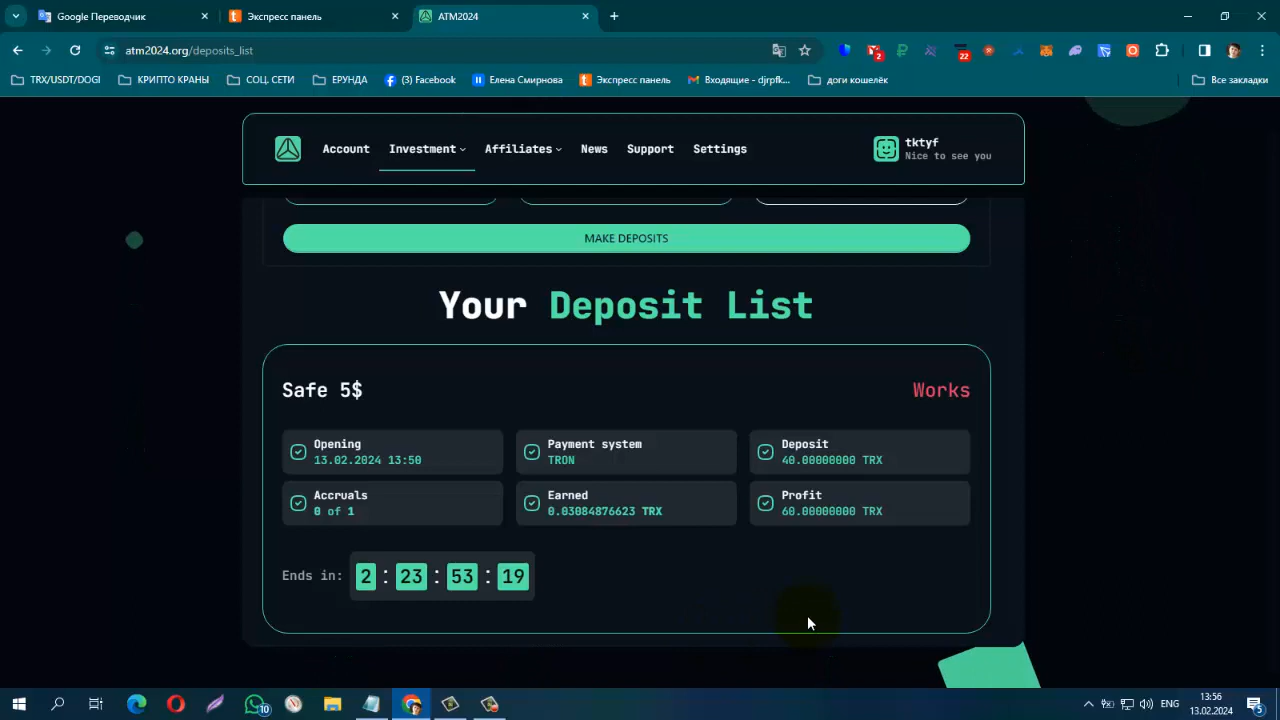 Google Переводчик
Экспресс панель
ATM2024
atm2024.org/deposits_list
2
22
TRX/USDT/DOGI
КРИПТО КРАНЫ
СОЦ. СЕТИ
ЕРУНДА
(3) Facebook
Елена Смирнова
Экспресс панель
Входящие - djrpfk...
доги кошелёк
Все закладки
Account
Investment
Affiliates
News
Support
Settings
tktyf
Nice to see you
MAKE DEPOSITS
Your Deposit List
Safe 5$
Works
Opening
13.02.2024 13:50
Payment system
TRON
Deposit
40.00000000 TRX
Accruals
0 of 1
Earned
0.03084876623 TRX
Profit
60.00000000 TRX
Ends in: 2 : 23 : 53 : 19
10
ENG
13:56
13.02.2024
5